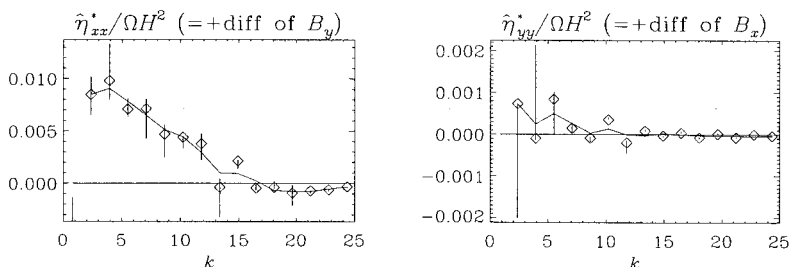 η̂*xx/ΩH² (=+diff of By)
0.010
0.005
0.000
0 5 10 15 20 25
k
η̂*yy/ΩH² (=+diff of Bx)
0.002
0.001
0.000
−0.001
−0.002
0 5 10 15 20 25
k